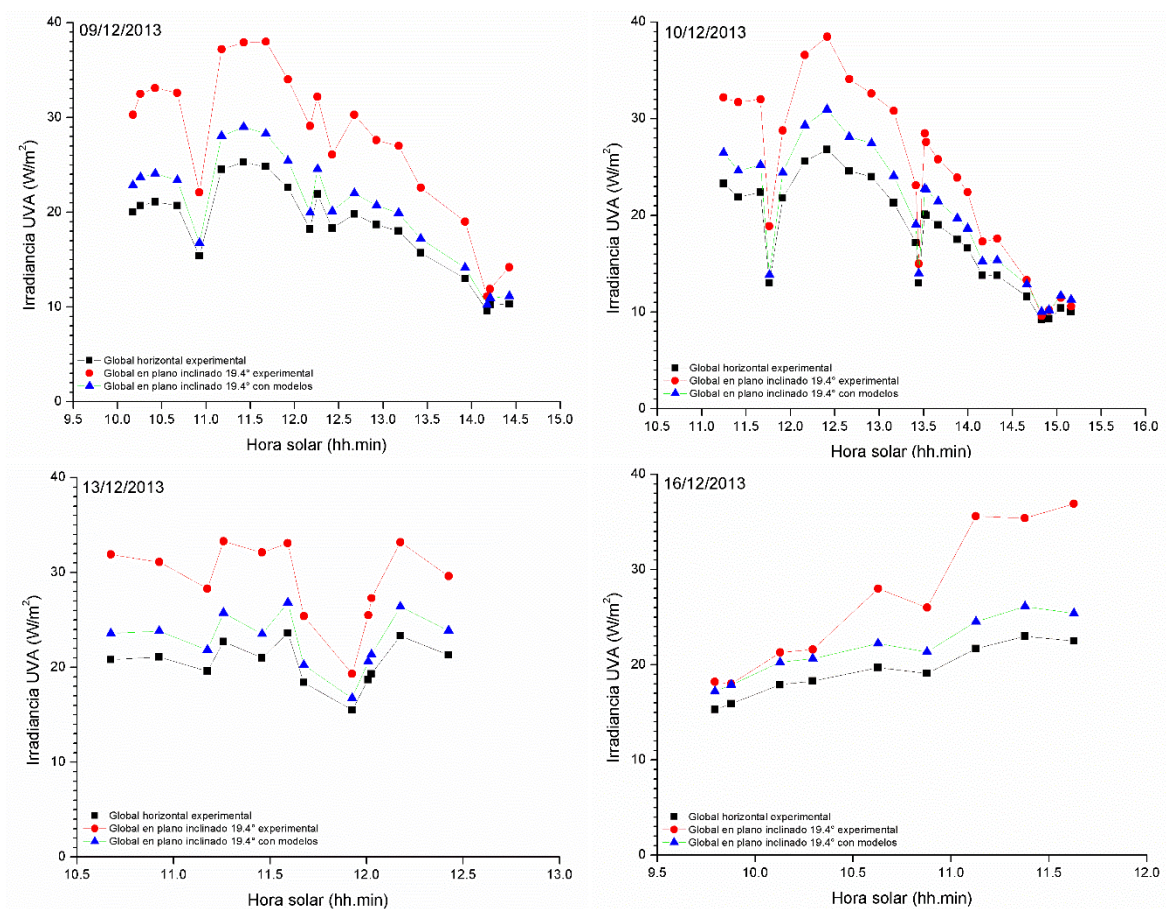 09/12/2013
Irradiancia UVA (W/m²)
40
30
20
10
0
Global horizontal experimental
Global en plano inclinado 19.4° experimental
Global en plano inclinado 19.4° con modelos
9.5 10.0 10.5 11.0 11.5 12.0 12.5 13.0 13.5 14.0 14.5 15.0
Hora solar (hh.min)
10/12/2013
Irradiancia UVA (W/m²)
40
30
20
10
0
Global horizontal experimental
Global en plano inclinado 19.4° experimental
Global en plano inclinado 19.4° con modelos
10.5 11.0 11.5 12.0 12.5 13.0 13.5 14.0 14.5 15.0 15.5 16.0
Hora solar (hh.min)
13/12/2013
Irradiancia UVA (W/m²)
40
30
20
10
0
Global horizontal experimental
Global en plano inclinado 19.4° experimental
Global en plano inclinado 19.4° con modelos
10.5 11.0 11.5 12.0 12.5 13.0
Hora solar (hh.min)
16/12/2013
Irradiancia UVA (W/m²)
40
30
20
10
0
Global horizontal experimental
Global en plano inclinado 19.4° experimental
Global en plano inclinado 19.4° con modelos
9.5 10.0 10.5 11.0 11.5 12.0
Hora solar (hh.min)